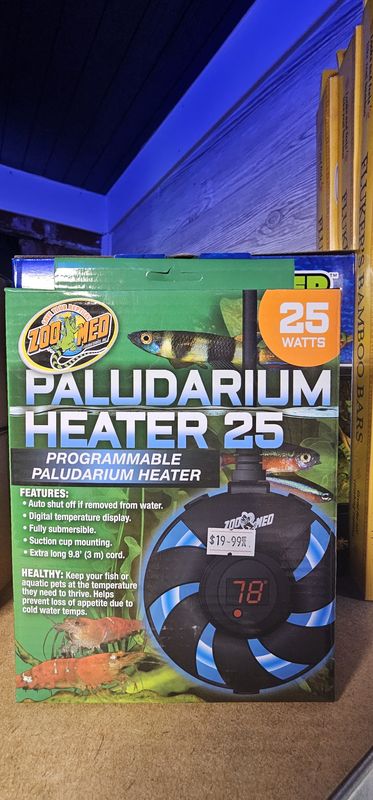 ER™
25
WATTS
ZOO MED
PALUDARIUM
HEATER 25
PROGRAMMABLE
PALUDARIUM HEATER
FEATURES:
• Auto shut off if removed from water.
• Digital temperature display.
• Fully submersible.
• Suction cup mounting.
• Extra long 9.8' (3 m) cord.
HEALTHY: Keep your fish or
aquatic pets at the temperature
they need to thrive. Helps
prevent loss of appetite due to
cold water temps.
ZOO MED
$19-99
78°
BAMBOO BARS